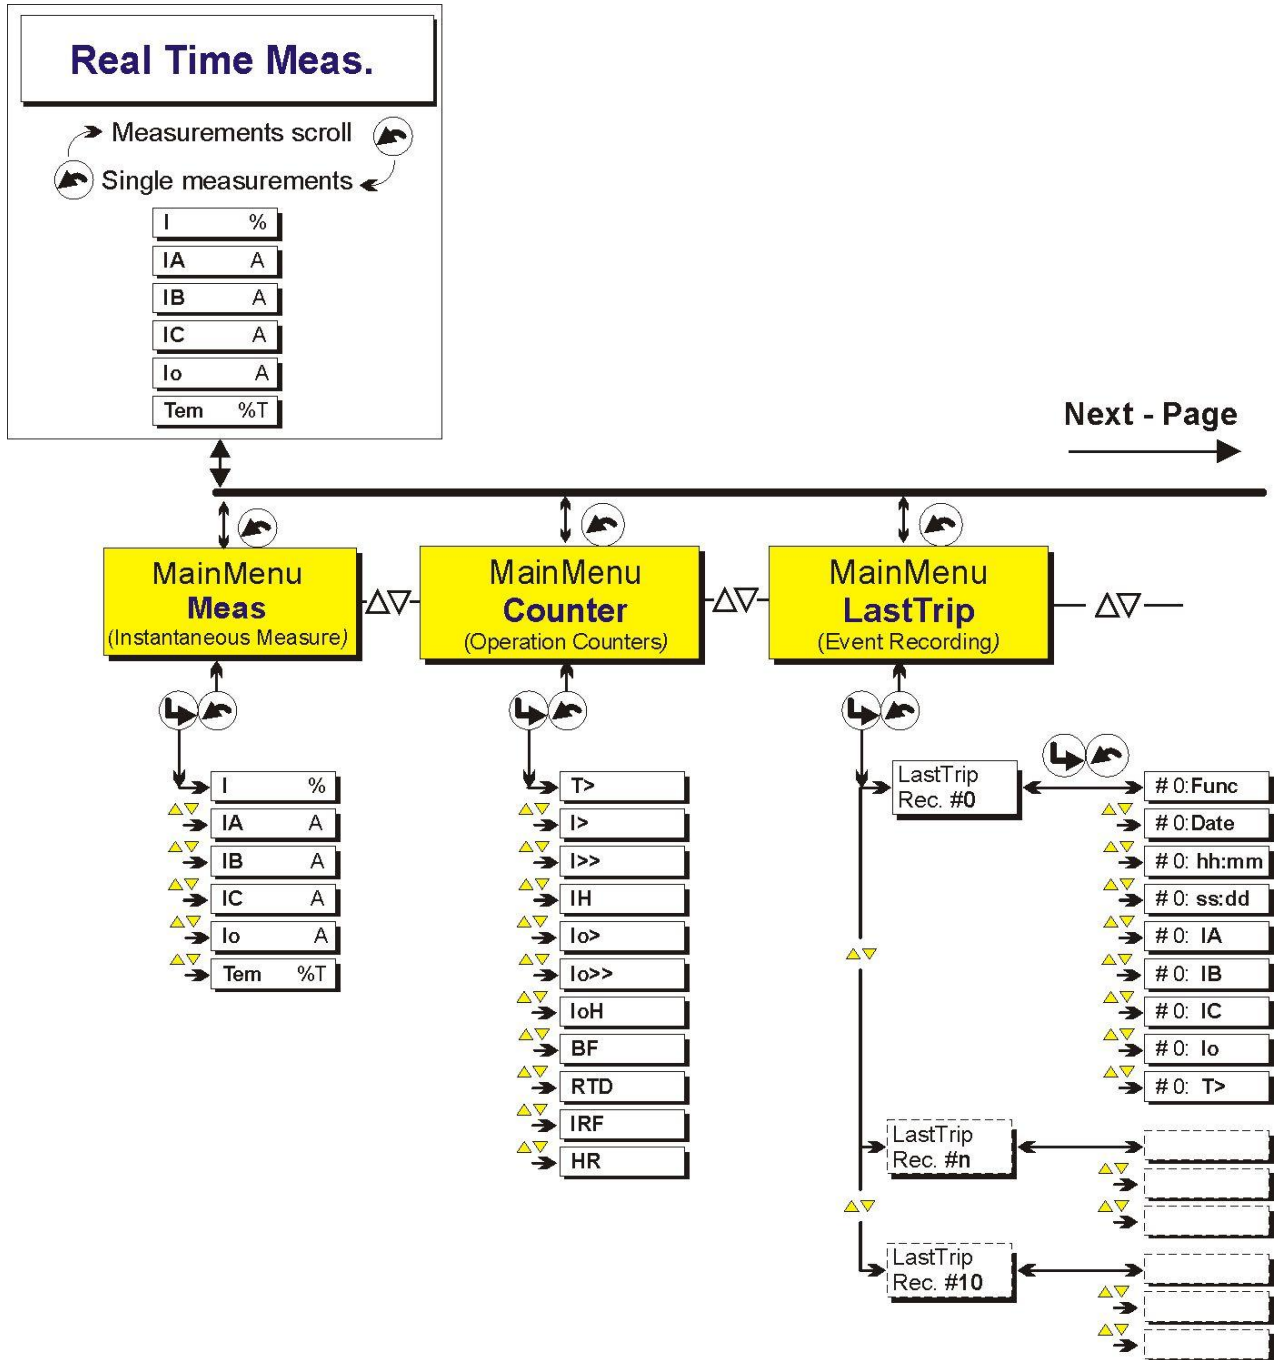 Real Time Meas.
Measurements scroll
Single measurements
I %
IA A
IB A
IC A
Io A
Tem %T
Next - Page
MainMenu
Meas
(Instantaneous Measure)
MainMenu
Counter
(Operation Counters)
MainMenu
LastTrip
(Event Recording)
I %
IA A
IB A
IC A
Io A
Tem %T
T>
I>
I>>
IH
Io>
Io>>
IoH
BF
RTD
IRF
HR
LastTrip
Rec. #0
# 0:Func
# 0:Date
# 0: hh:mm
# 0: ss:dd
# 0: IA
# 0: IB
# 0: IC
# 0: Io
# 0: T>
LastTrip
Rec. #n
LastTrip
Rec. #10